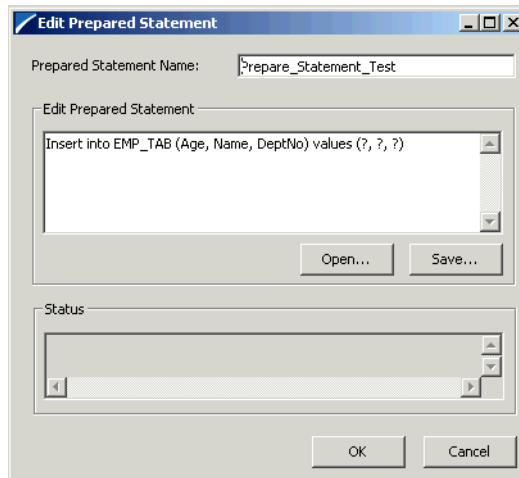 Edit Prepared Statement
Prepared Statement Name: Prepare_Statement_Test
Edit Prepared Statement
Insert into EMP_TAB (Age, Name, DeptNo) values (?, ?, ?)
Open... Save...
Status
OK Cancel